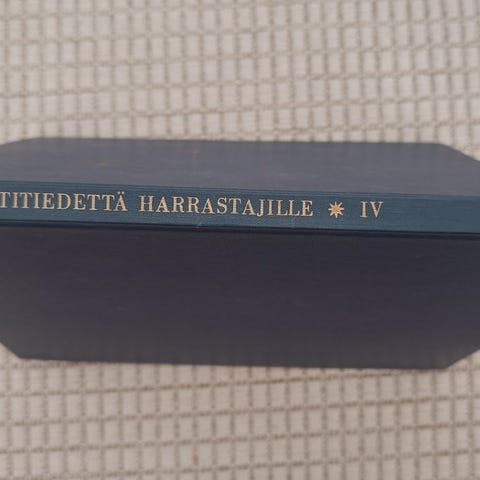 TITIEDETTÄ HARRASTAJILLE ✷ IV